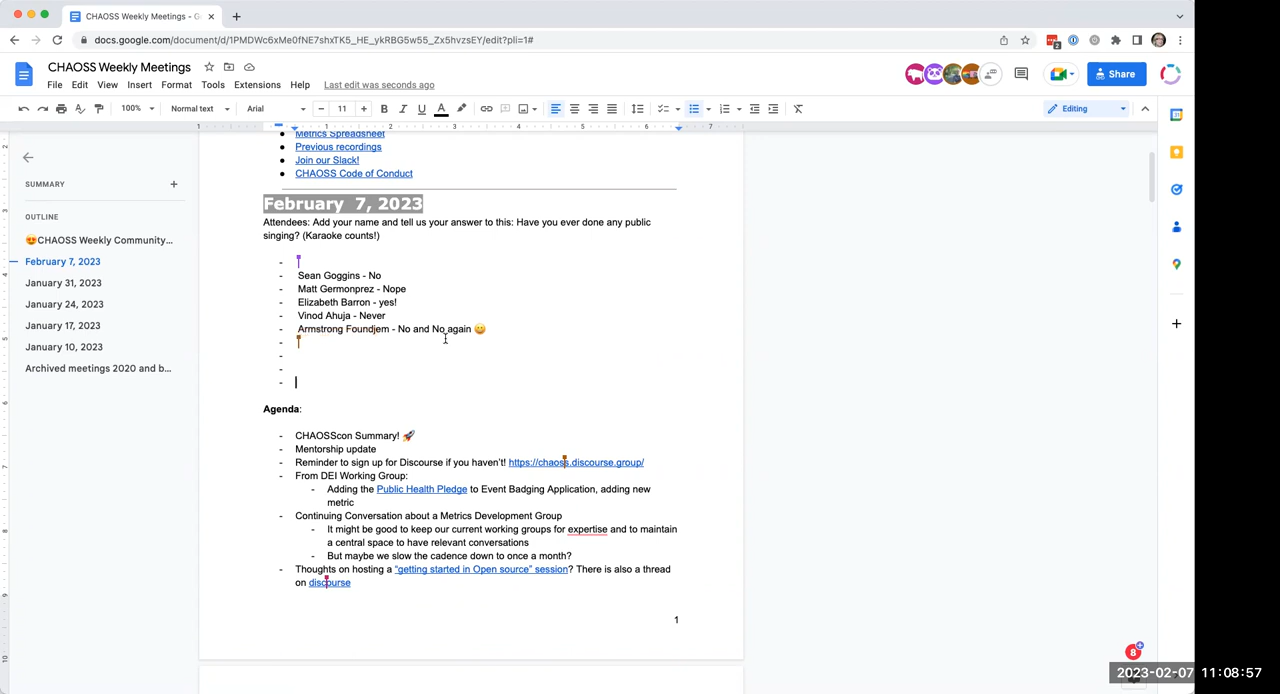 CHAOSS Weekly Meetings - G
docs.google.com/document/d/1PMDWc6xMe0fNE7shxTK5_HE_ykRBG5w55_Zx5hvzsEY/edit?pli=1#
2
CHAOSS Weekly Meetings
File Edit View Insert Format Tools Extensions Help Last edit was seconds ago
Share
100% Normal text Arial 11 Editing
1 1 2 3 4 5 6 7
SUMMARY
OUTLINE
😍CHAOSS Weekly Community...
February 7, 2023
January 31, 2023
January 24, 2023
January 17, 2023
January 10, 2023
Archived meetings 2020 and b...
● Metrics Spreadsheet
● Previous recordings
● Join our Slack!
● CHAOSS Code of Conduct
February 7, 2023
Attendees: Add your name and tell us your answer to this: Have you ever done any public
singing? (Karaoke counts!)
-
- Sean Goggins - No
- Matt Germonprez - Nope
- Elizabeth Barron - yes!
- Vinod Ahuja - Never
- Armstrong Foundjem - No and No again 😀
-
-
-
-
Agenda:
- CHAOSScon Summary! 🚀
- Mentorship update
- Reminder to sign up for Discourse if you haven't! https://chaoss.discourse.group/
- From DEI Working Group:
- Adding the Public Health Pledge to Event Badging Application, adding new
metric
- Continuing Conversation about a Metrics Development Group
- It might be good to keep our current working groups for expertise and to maintain
a central space to have relevant conversations
- But maybe we slow the cadence down to once a month?
- Thoughts on hosting a "getting started in Open source" session? There is also a thread
on discourse
1
8
2023-02-07 11:08:57